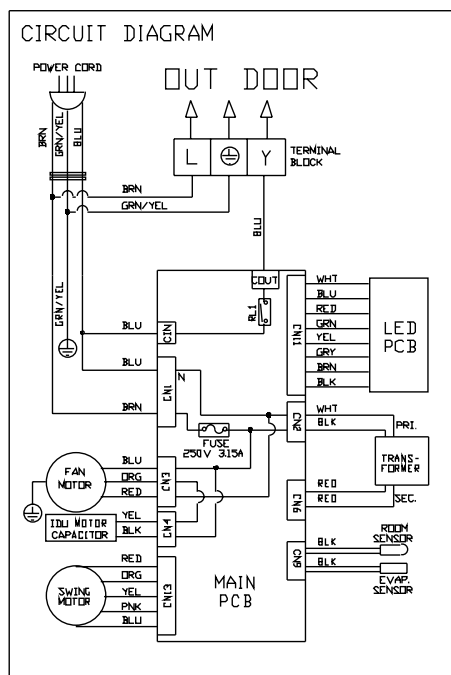 CIRCUIT DIAGRAM
POWER CORD
OUT DOOR
BRN
GRN/YEL
BLU
L
Y
TERMINAL
BLOCK
BRN
GRN/YEL
BLU
GRN/YEL
COUT
RL1
BLU
CIN
BLU
N
CN1
BRN
FUSE
250V 3.15A
CN11
WHT
BLU
RED
GRN
YEL
GRY
BRN
BLK
LED
PCB
CN2
WHT
BLK
PRI.
TRANS-
FORMER
SEC.
RED
RED
CN6
FAN
MOTOR
BLU
ORG
RED
CN3
IDU MOTOR
CAPACITOR
YEL
BLK
CN4
ROOM
SENSOR
BLK
BLK
CN9
EVAP.
SENSOR
SWING
MOTOR
RED
ORG
YEL
PNK
BLU
CN13
MAIN
PCB